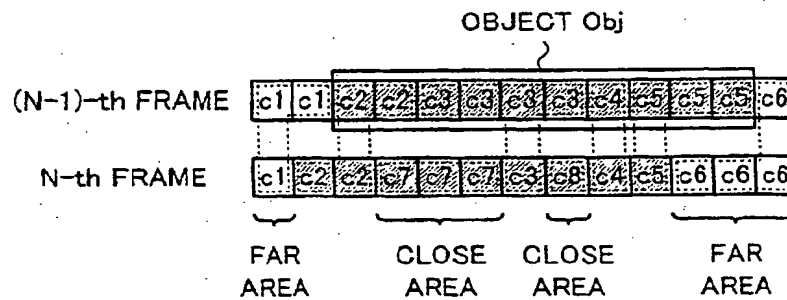 OBJECT Obj
(N-1)-th FRAME c1 c1 c2 c2 c3 c3 c3 c3 c4 c5 c5 c5 c6
N-th FRAME c1 c2 c2 c7 c7 c7 c3 c8 c4 c5 c6 c6 c6
FAR AREA CLOSE AREA CLOSE AREA FAR AREA